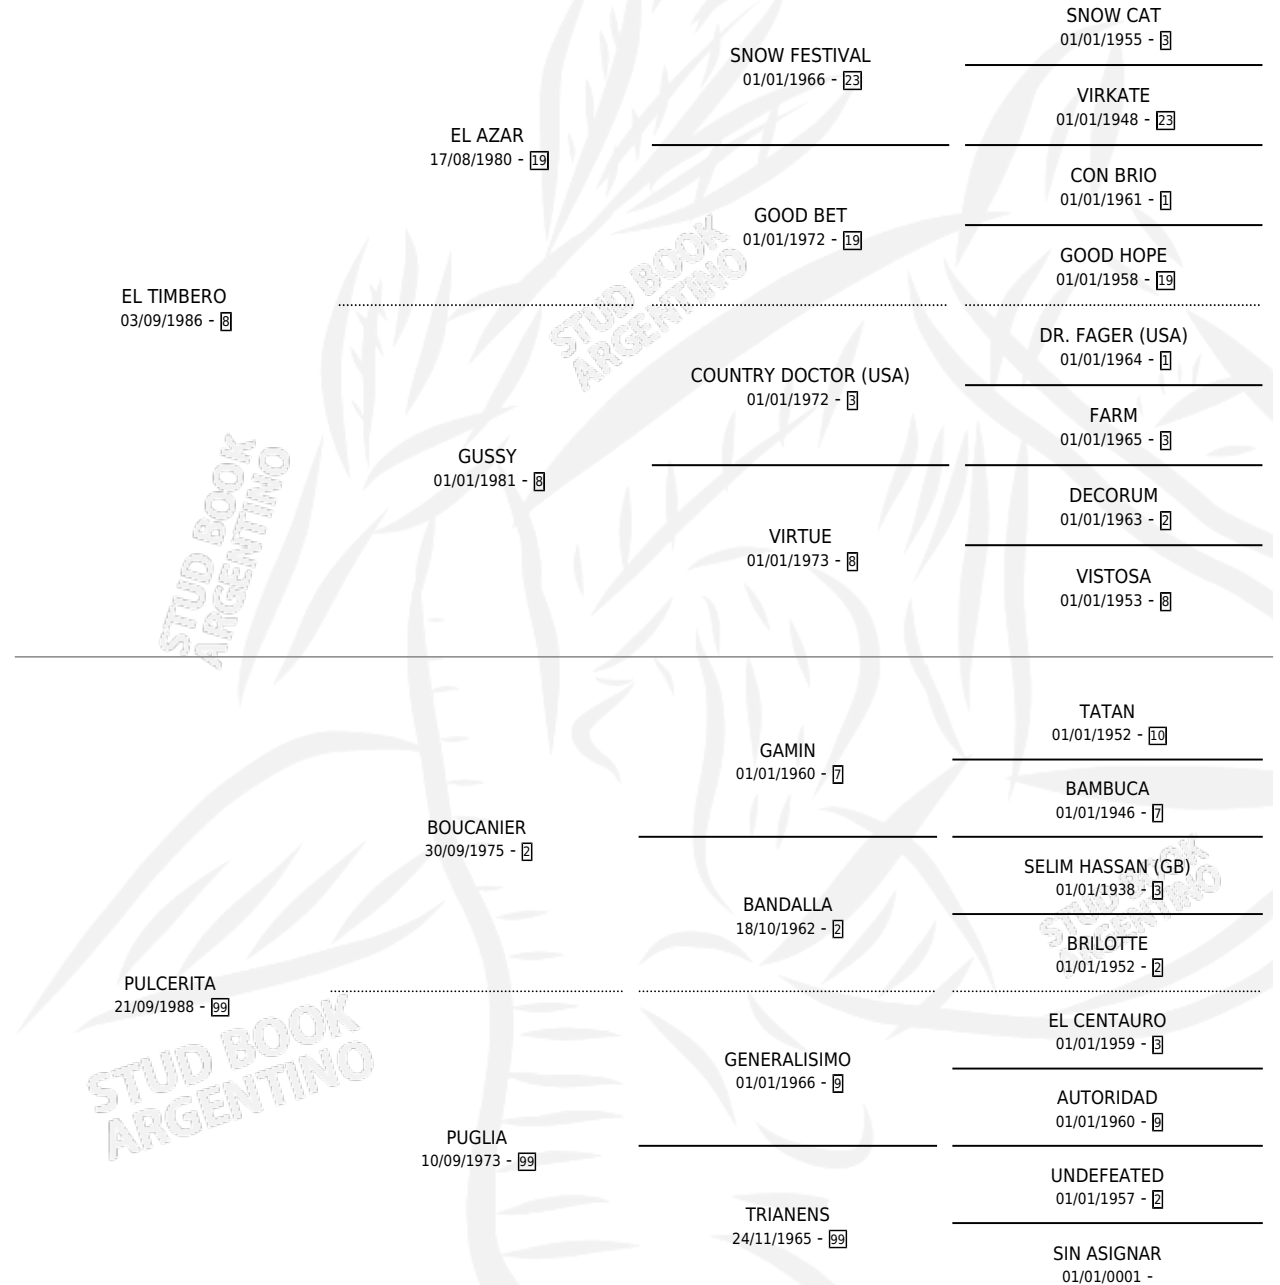 SNOW CAT
01/01/1955 - 3
SNOW FESTIVAL
01/01/1966 - 23
VIRKATE
01/01/1948 - 23
EL AZAR
17/08/1980 - 19
CON BRIO
01/01/1961 - 1
GOOD BET
01/01/1972 - 19
GOOD HOPE
01/01/1958 - 19
EL TIMBERO
03/09/1986 - 8
DR. FAGER (USA)
01/01/1964 - 1
COUNTRY DOCTOR (USA)
01/01/1972 - 3
FARM
01/01/1965 - 3
GUSSY
01/01/1981 - 8
DECORUM
01/01/1963 - 2
VIRTUE
01/01/1973 - 8
VISTOSA
01/01/1953 - 8
STUD BOOK
ARGENTINO
STUD BOOK
ARGENTINO
TATAN
01/01/1952 - 10
GAMIN
01/01/1960 - 7
BAMBUCA
01/01/1946 - 7
BOUCANIER
30/09/1975 - 2
SELIM HASSAN (GB)
01/01/1938 - 3
BANDALLA
18/10/1962 - 2
BRILOTTE
01/01/1952 - 2
PULCERITA
21/09/1988 - 99
EL CENTAURO
01/01/1959 - 3
GENERALISIMO
01/01/1966 - 9
AUTORIDAD
01/01/1960 - 9
PUGLIA
10/09/1973 - 99
UNDEFEATED
01/01/1957 - 2
TRIANENS
24/11/1965 - 99
SIN ASIGNAR
01/01/0001 -
STUD BOOK
ARGENTINO
STUD BOOK
ARGENTINO